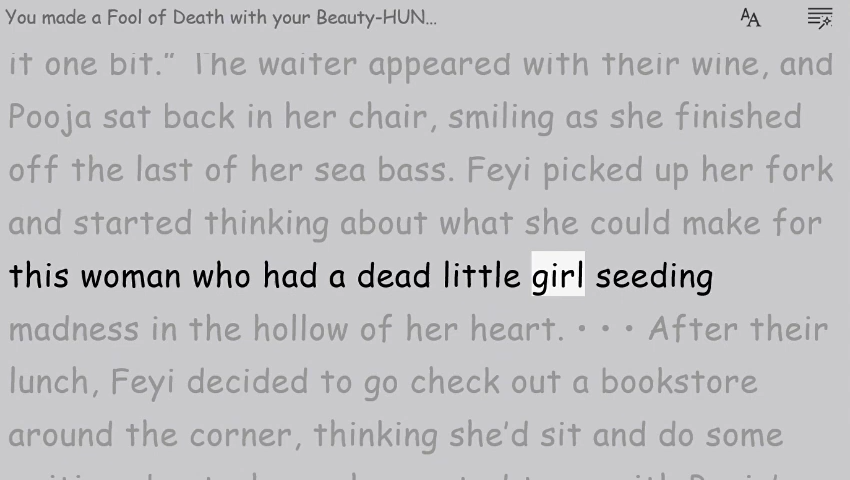 You made a Fool of Death with your Beauty-HUN...
it one bit.” The waiter appeared with their wine, and
Pooja sat back in her chair, smiling as she finished
off the last of her sea bass. Feyi picked up her fork
and started thinking about what she could make for
this woman who had a dead little girl seeding
madness in the hollow of her heart. • • • After their
lunch, Feyi decided to go check out a bookstore
around the corner, thinking she’d sit and do some